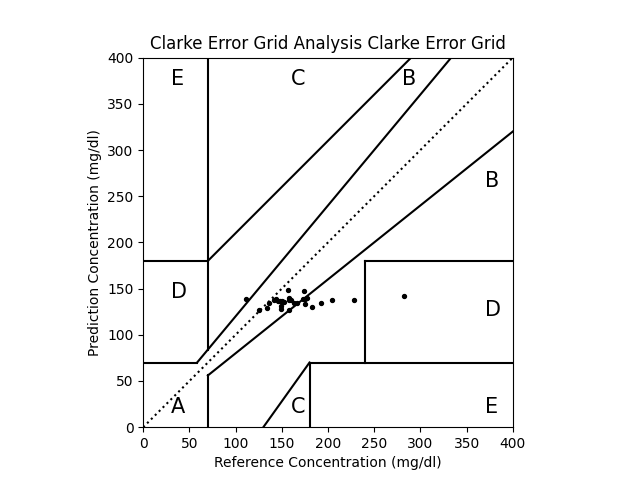 Clarke Error Grid Analysis Clarke Error Grid
Prediction Concentration (mg/dl)
400
350
300
250
200
150
100
50
0
E
C
B
B
D
D
A
C
E
0 50 100 150 200 250 300 350 400
Reference Concentration (mg/dl)